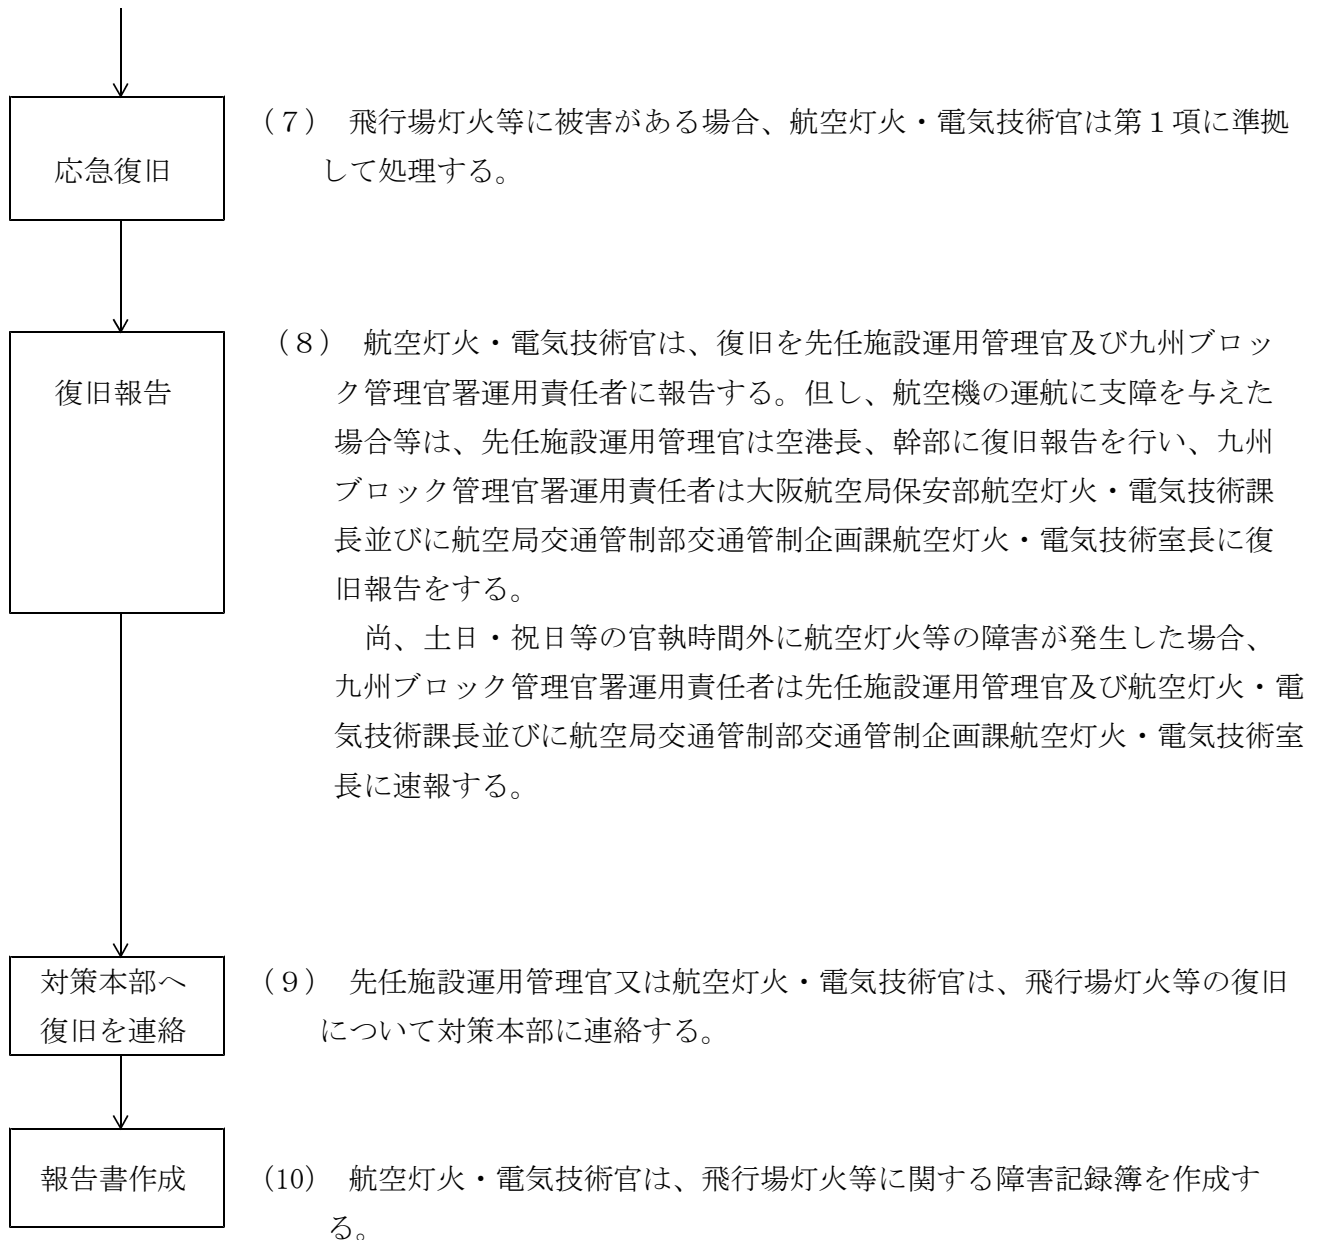 (7) 飛行場灯火等に被害がある場合、航空灯火・電気技術官は第1項に準拠
応急復旧
して処理する。
(8) 航空灯火・電気技術官は、復旧を先任施設運用管理官及び九州ブロッ
復旧報告
ク管理官署運用責任者に報告する。但し、航空機の運航に支障を与えた
場合等は、先任施設運用管理官は空港長、幹部に復旧報告を行い、九州
ブロック管理官署運用責任者は大阪航空局保安部航空灯火・電気技術課
長並びに航空局交通管制部交通管制企画課航空灯火・電気技術室長に復
旧報告をする。
尚、土日・祝日等の官執時間外に航空灯火等の障害が発生した場合、
九州ブロック管理官署運用責任者は先任施設運用管理官及び航空灯火・電
気技術課長並びに航空局交通管制部交通管制企画課航空灯火・電気技術室
長に速報する。
対策本部へ
復旧を連絡
(9) 先任施設運用管理官又は航空灯火・電気技術官は、飛行場灯火等の復旧
について対策本部に連絡する。
報告書作成
(10) 航空灯火・電気技術官は、飛行場灯火等に関する障害記録簿を作成す
る。